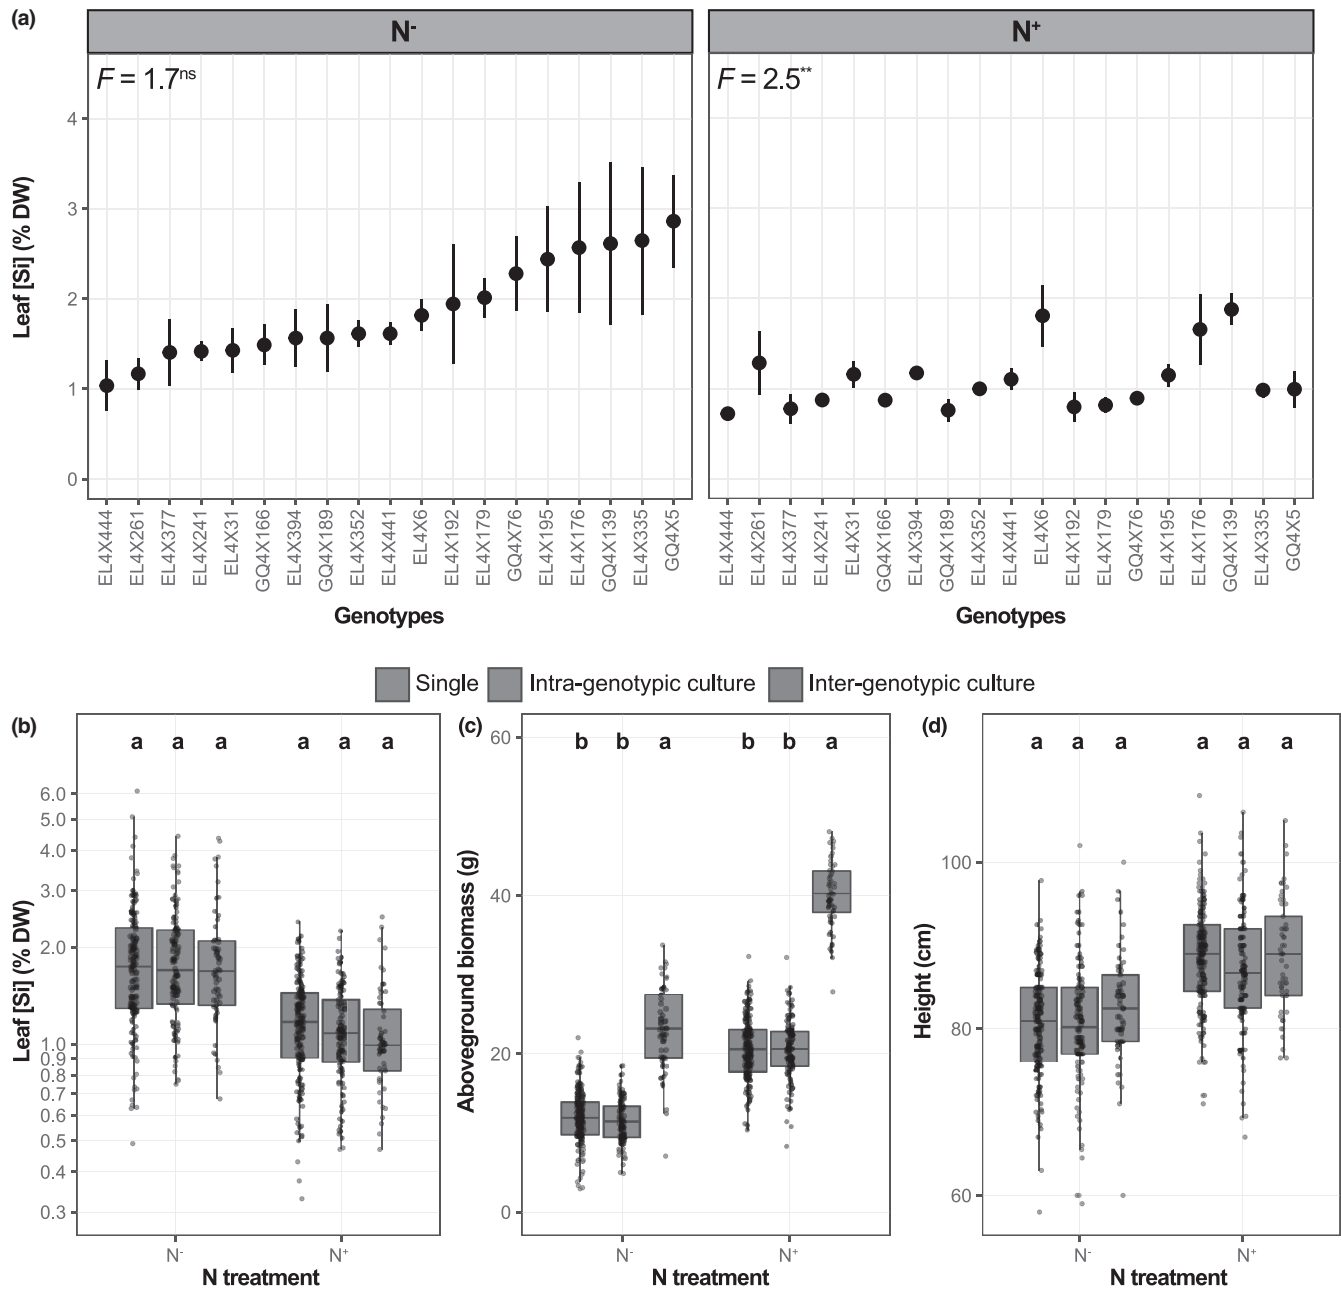 (a)
N-
N+
F = 1.7ns
F = 2.5**
Leaf [Si] (% DW)
4
3
2
1
0
EL4X444
EL4X261
EL4X377
EL4X241
EL4X31
GQ4X166
EL4X394
GQ4X189
EL4X352
EL4X441
EL4X6
EL4X192
EL4X179
GQ4X76
EL4X195
EL4X176
GQ4X139
EL4X335
GQ4X5
EL4X444
EL4X261
EL4X377
EL4X241
EL4X31
GQ4X166
EL4X394
GQ4X189
EL4X352
EL4X441
EL4X6
EL4X192
EL4X179
GQ4X76
EL4X195
EL4X176
GQ4X139
EL4X335
GQ4X5
Genotypes
Genotypes
Single Intra-genotypic culture Inter-genotypic culture
(b)
a a a a a a
Leaf [Si] (% DW)
6.0
5.0
4.0
3.0
2.0
1.0
0.9
0.8
0.7
0.6
0.5
0.4
0.3
N- N+
N treatment
(c)
b b a b b a
Aboveground biomass (g)
60
40
20
0
N- N+
N treatment
(d)
a a a a a a
Height (cm)
100
80
60
N- N+
N treatment